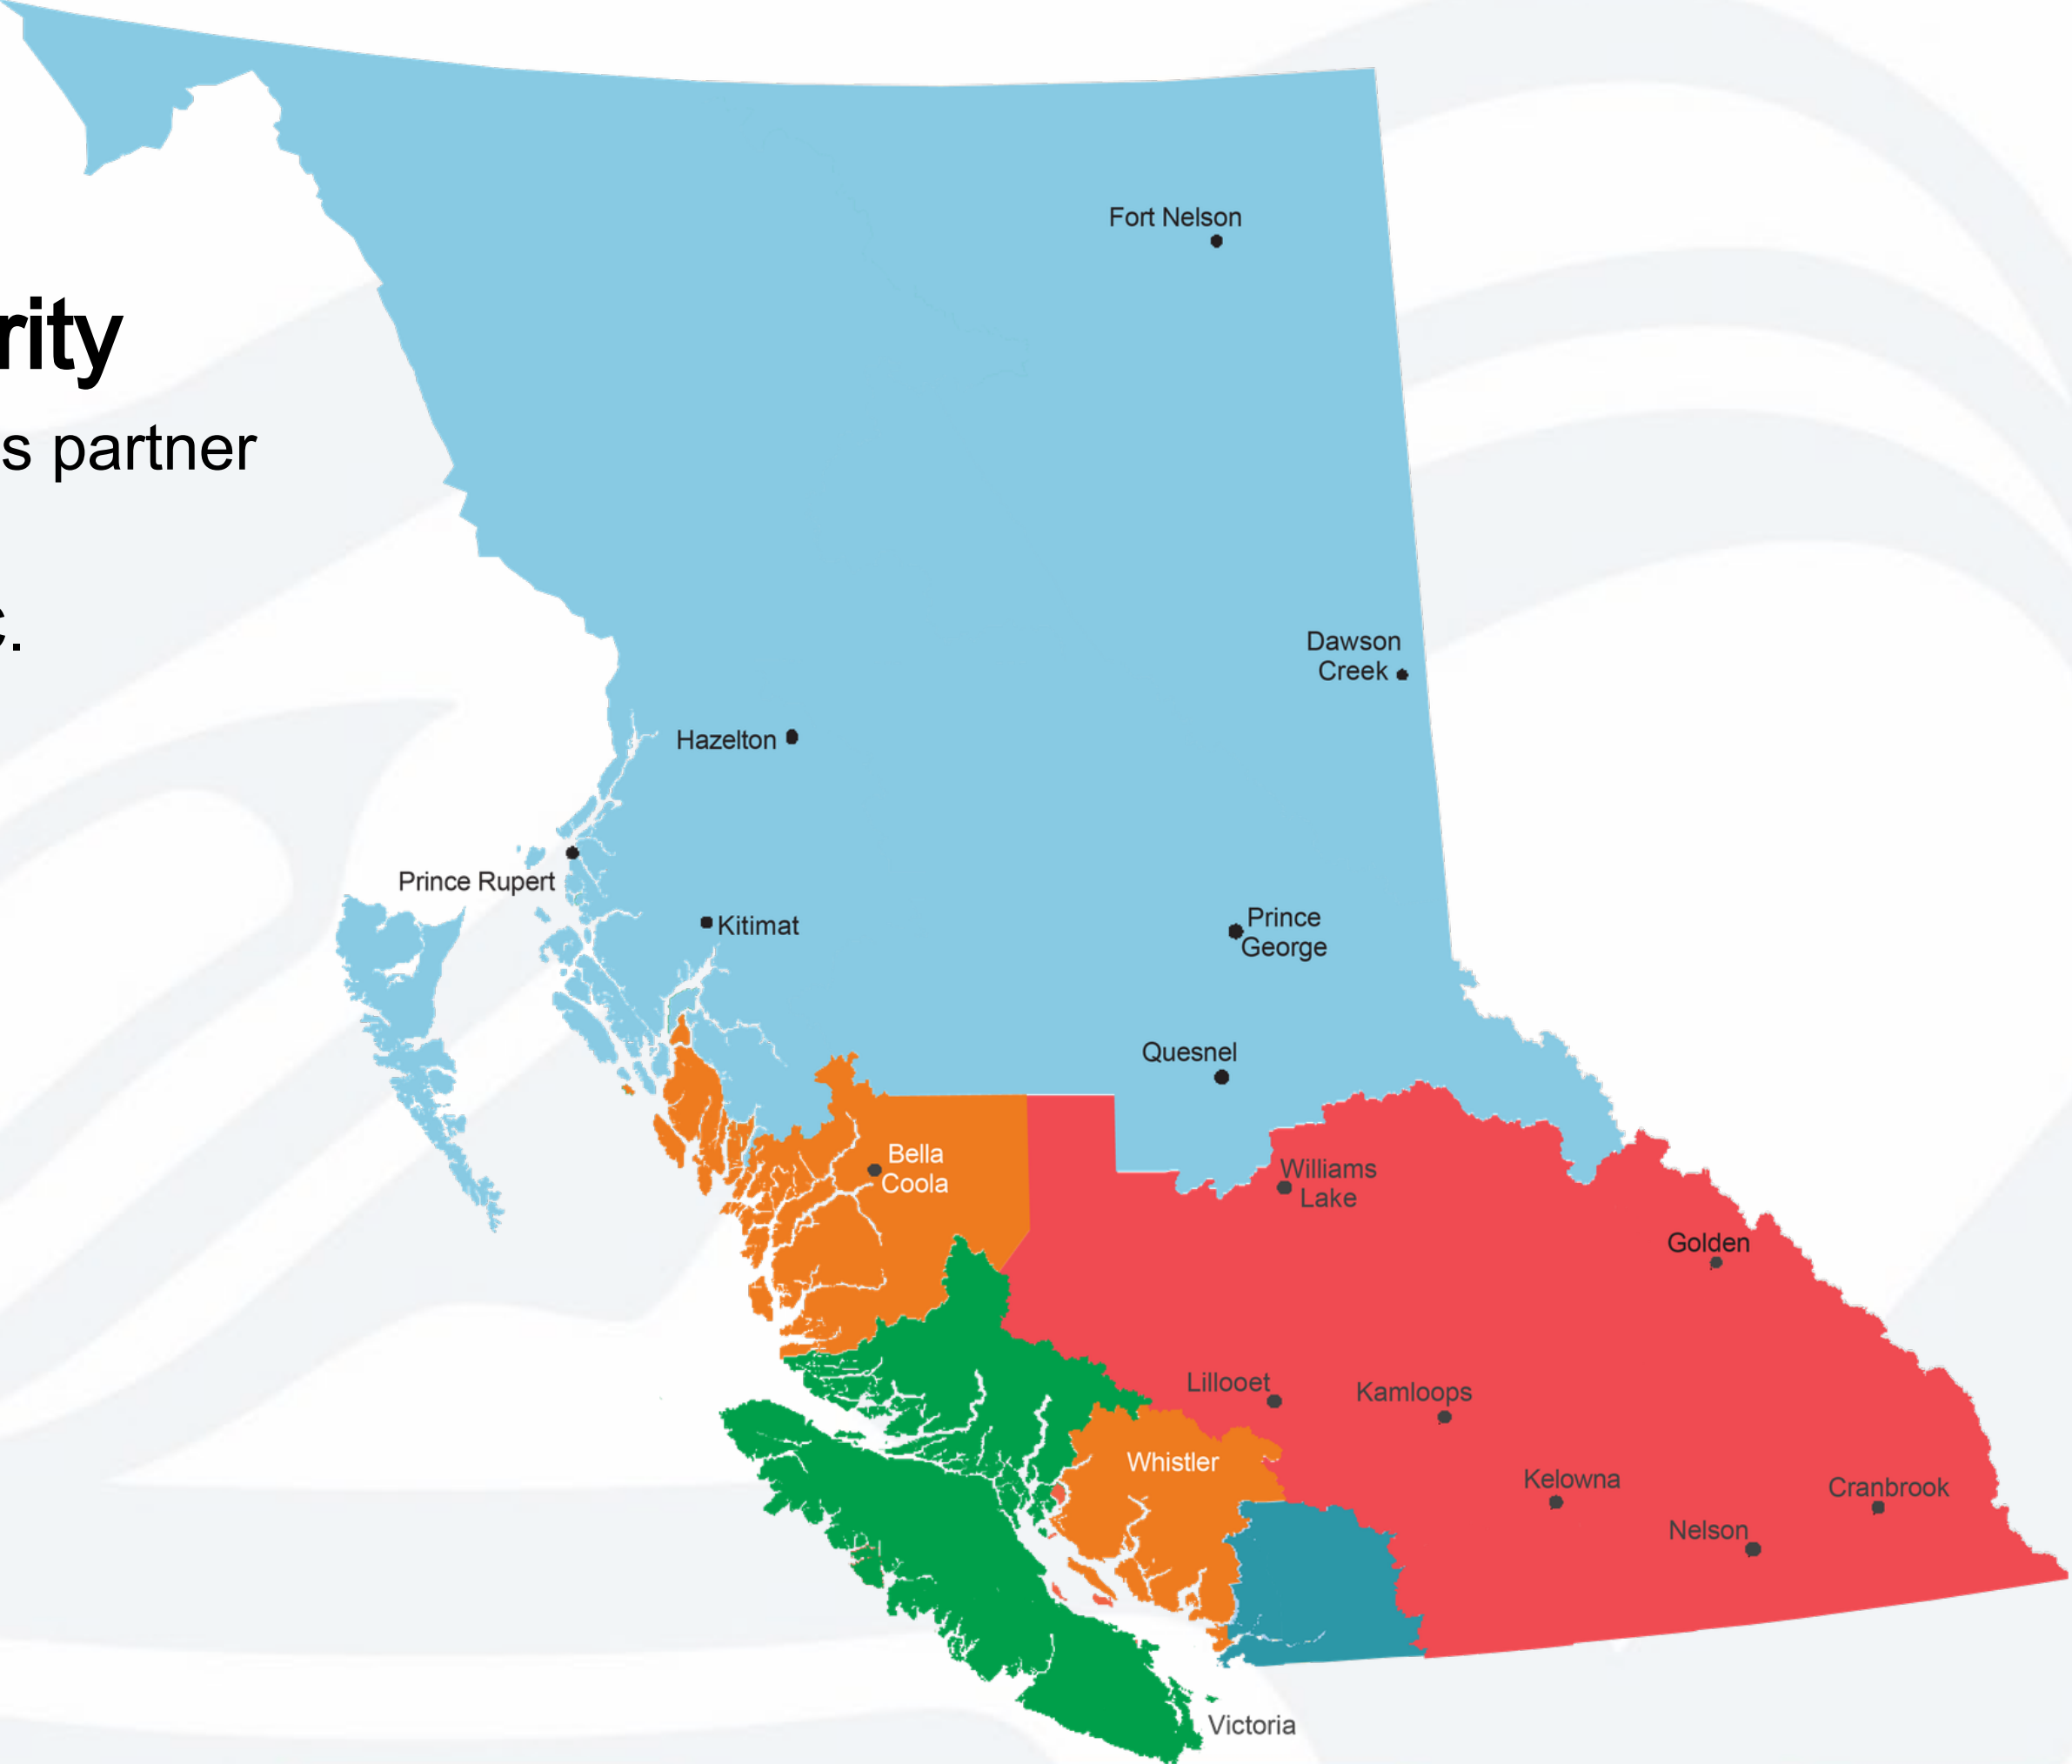 Fort Nelson
rity
s partner
c.
Dawson
Creek
Hazelton
Prince Rupert
Kitimat
Prince
George
Quesnel
Bella
Coola
Williams
Lake
Golden
Lillooet
Kamloops
Whistler
Kelowna
Cranbrook
Nelson
Victoria